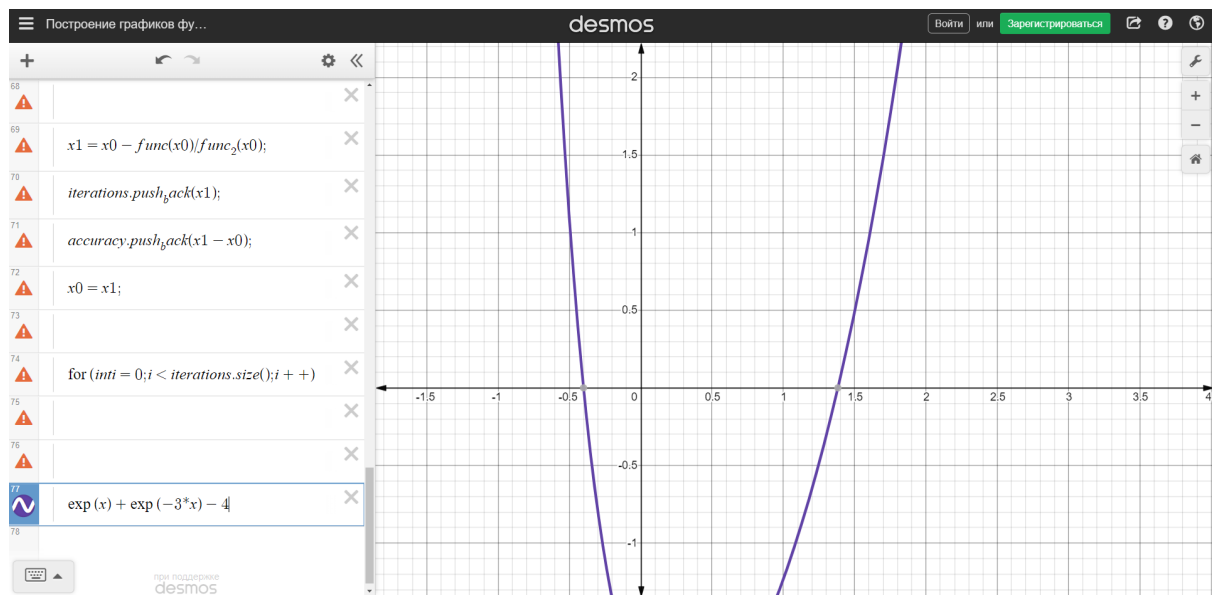 Построение графиков фу...
desmos
Войти или Зарегистрироваться
68
69
x1 = x0 − func(x0)/func₂(x0);
70
iterations.push_back(x1);
71
accuracy.push_back(x1 − x0);
72
x0 = x1;
73
74
for (inti = 0;i < iterations.size();i + +)
75
76
77
exp (x) + exp (−3*x) − 4
78
при поддержке
desmos
2
1.5
1
0.5
-1.5 -1 -0.5 0 0.5 1 1.5 2 2.5 3 3.5 4
-0.5
-1